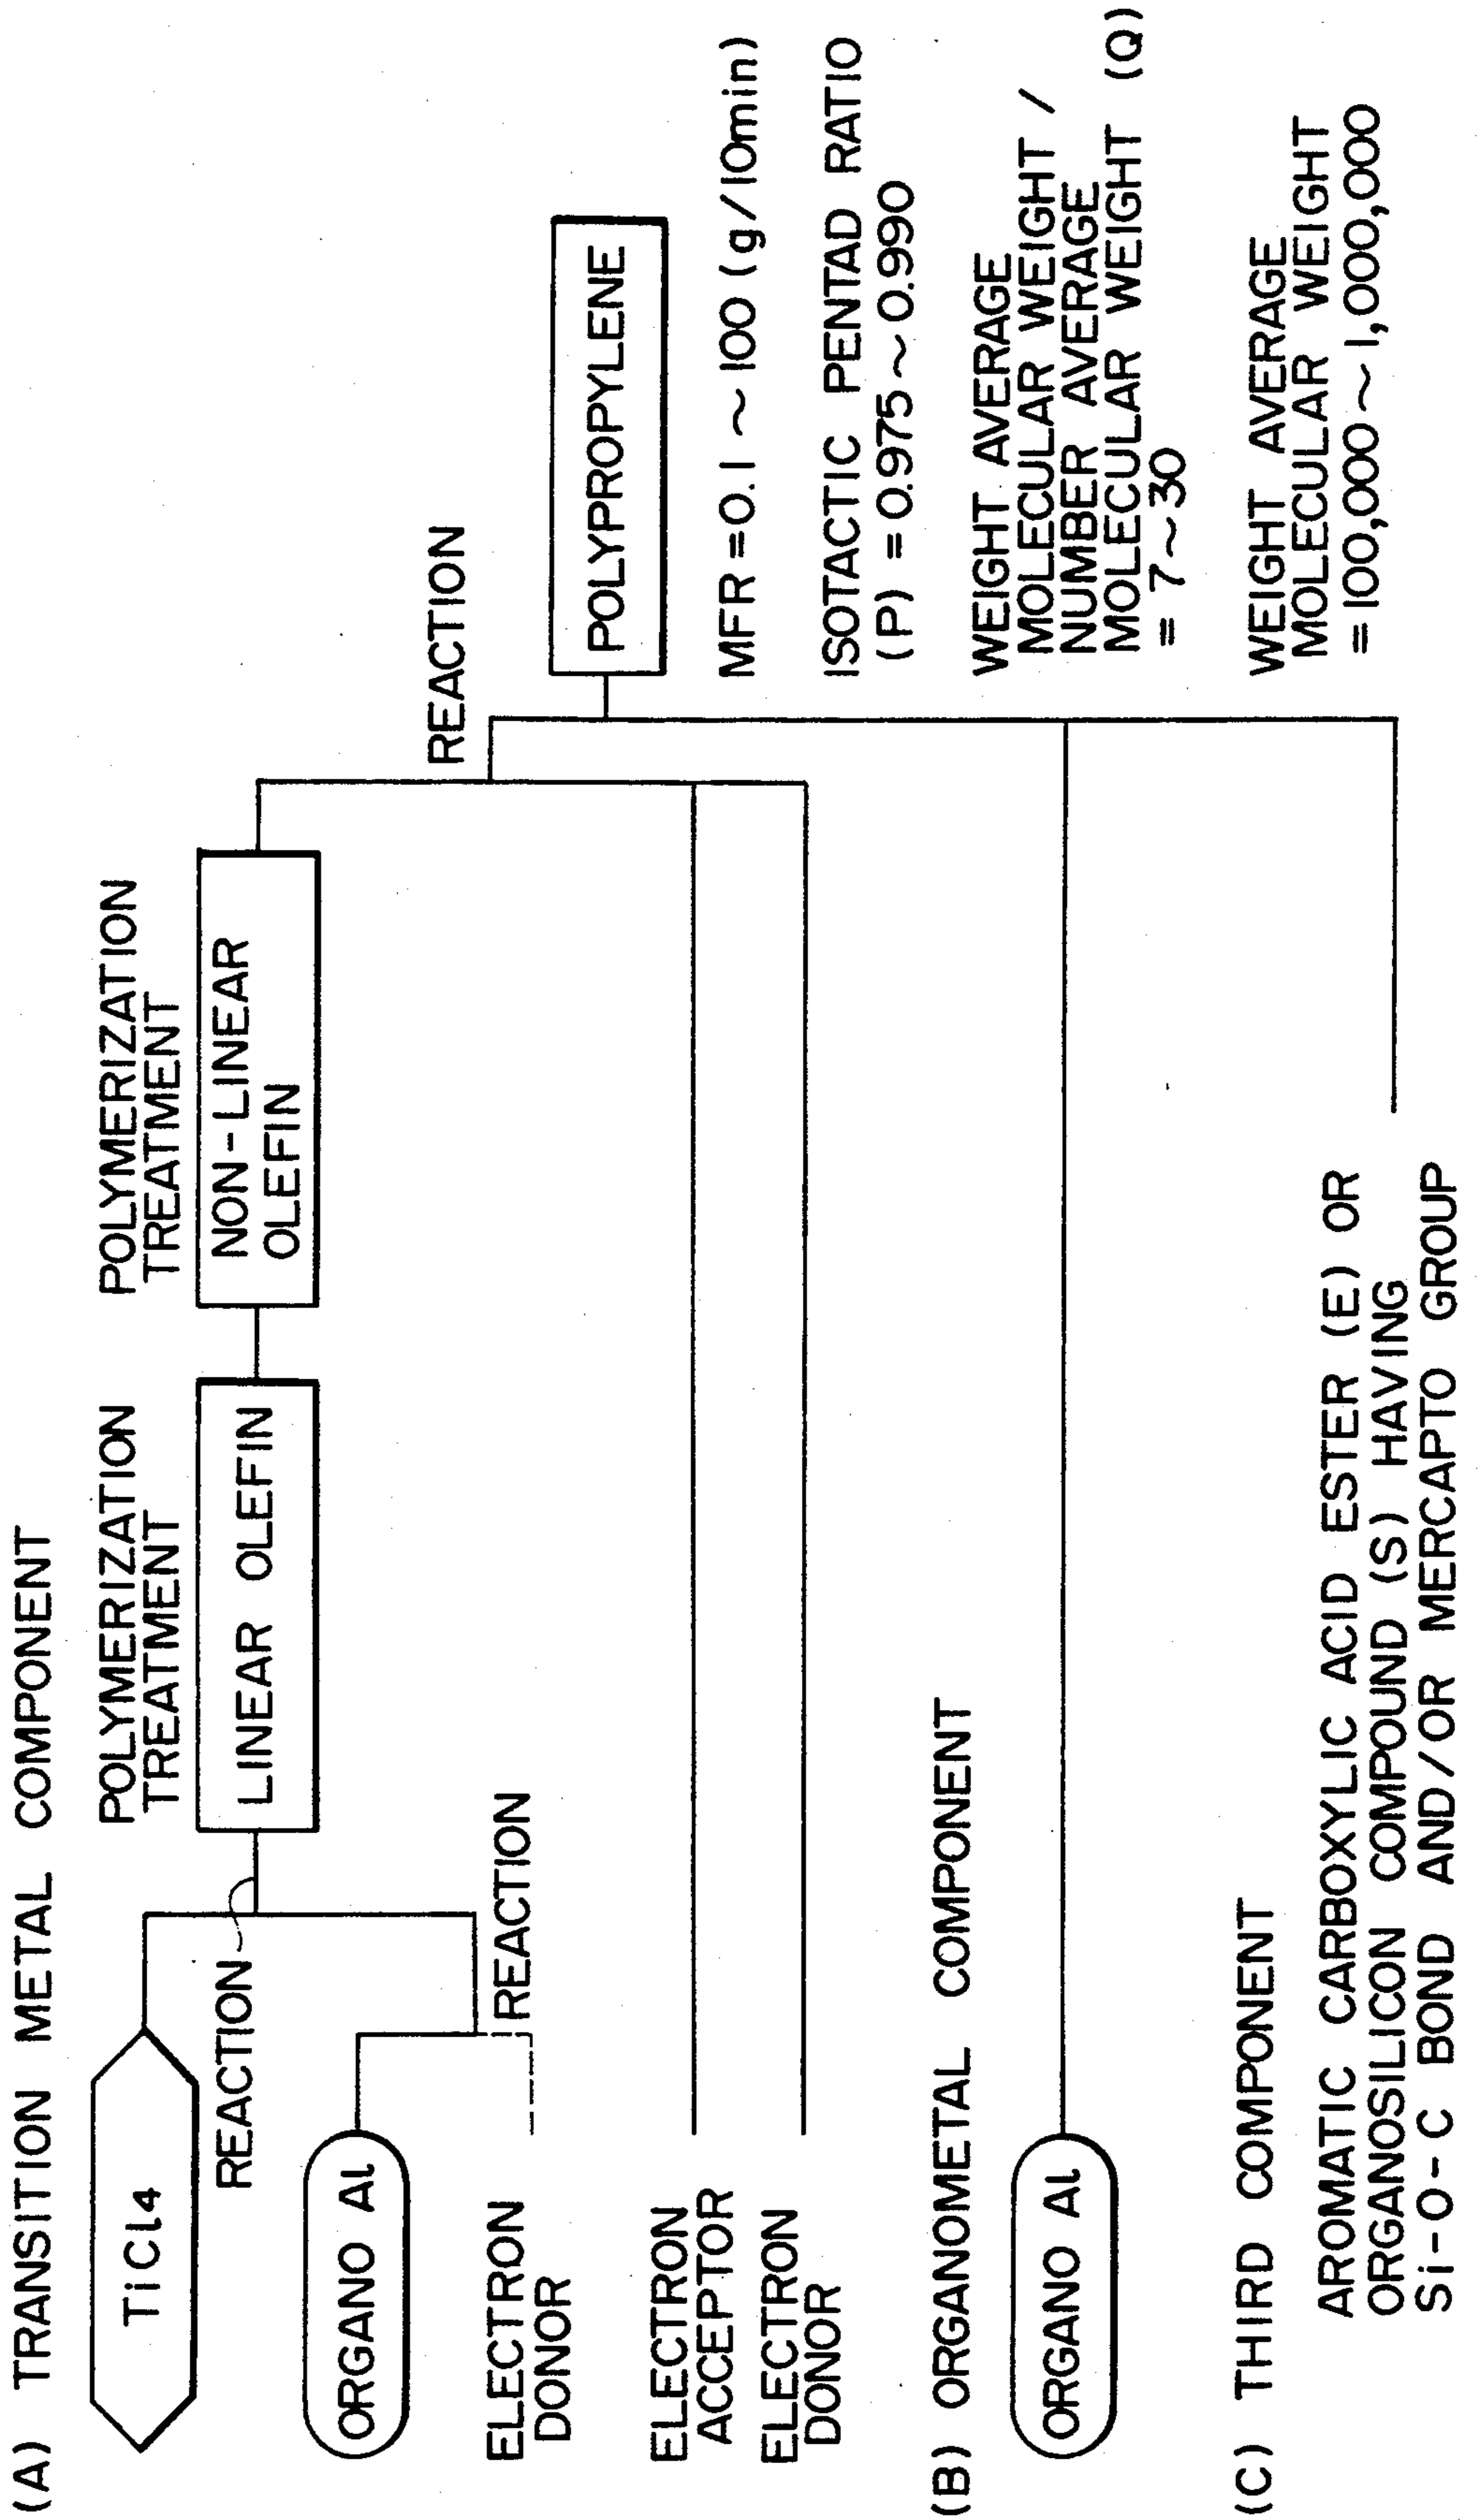 (A) TRANSITION METAL COMPONENT
TiCl4
REACTION
POLYMERIZATION
TREATMENT
LINEAR OLEFIN
POLYMERIZATION
TREATMENT
NON-LINEAR
OLEFIN
ORGANO Al
REACTION
ELECTRON
DONOR
ELECTRON
ACCEPTOR
ELECTRON
DONOR
REACTION
POLYPROPYLENE
MFR = 0.1 ~ 100 (g/10min)
ISOTACTIC PENTAD RATIO
(P) = 0.975 ~ 0.990
WEIGHT AVERAGE
MOLECULAR WEIGHT /
NUMBER AVERAGE
MOLECULAR WEIGHT (Q)
= 7 ~ 30
WEIGHT AVERAGE
MOLECULAR WEIGHT
= 100,000 ~ 1,000,000
(B) ORGANOMETAL COMPONENT
ORGANO Al
(C) THIRD COMPONENT
AROMATIC CARBOXYLIC ACID ESTER (E) OR
ORGANOSILICON COMPOUND (S) HAVING
Si-O-C BOND AND/OR MERCAPTO GROUP